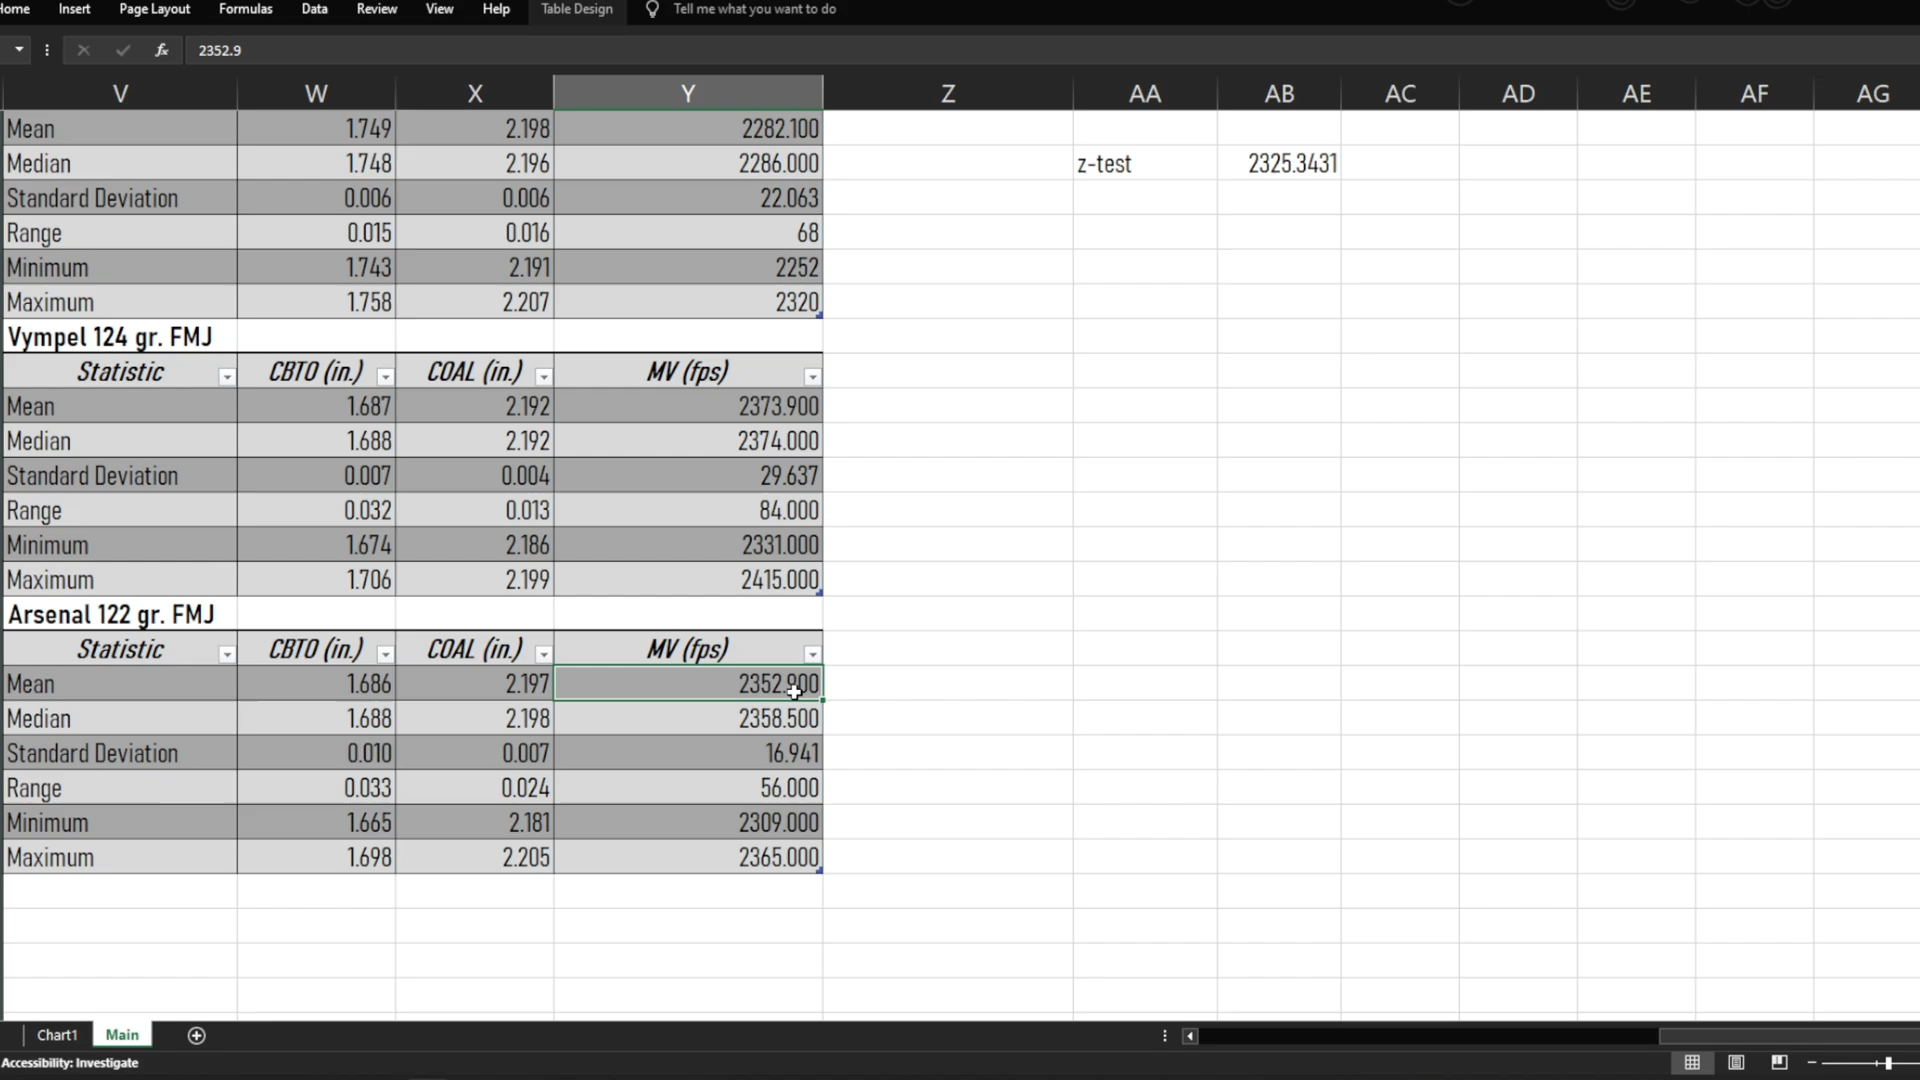 Home Insert Page Layout Formulas Data Review View Help Table Design Tell me what you want to do
fx 2352.9
V W X Y Z AA AB AC AD AE AF AG
Mean 1.749 2.198 2282.100
Median 1.748 2.196 2286.000 z-test 2325.3431
Standard Deviation 0.006 0.006 22.063
Range 0.015 0.016 68
Minimum 1.743 2.191 2252
Maximum 1.758 2.207 2320
Vympel 124 gr. FMJ
Statistic CBTO (in.) COAL (in.) MV (fps)
Mean 1.687 2.192 2373.900
Median 1.688 2.192 2374.000
Standard Deviation 0.007 0.004 29.637
Range 0.032 0.013 84.000
Minimum 1.674 2.186 2331.000
Maximum 1.706 2.199 2415.000
Arsenal 122 gr. FMJ
Statistic CBTO (in.) COAL (in.) MV (fps)
Mean 1.686 2.197 2352.900
Median 1.688 2.198 2358.500
Standard Deviation 0.010 0.007 16.941
Range 0.033 0.024 56.000
Minimum 1.665 2.181 2309.000
Maximum 1.698 2.205 2365.000
Chart1 Main
Accessibility: Investigate